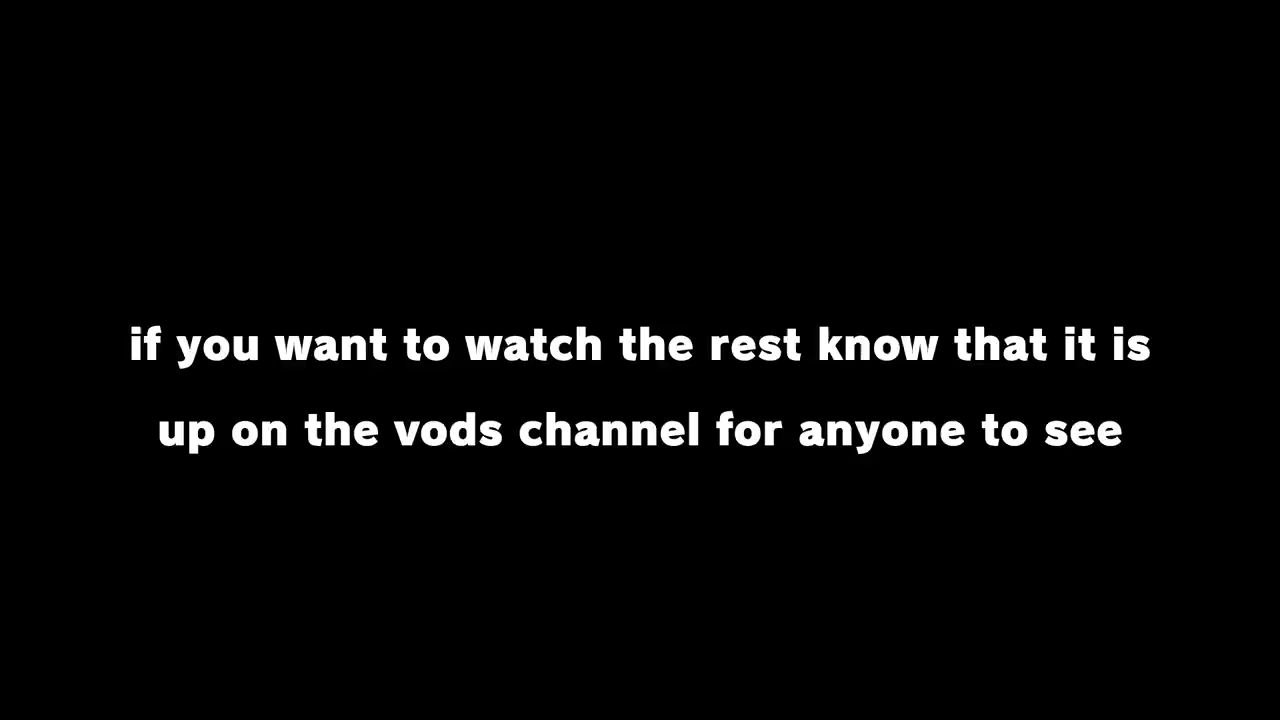 if you want to watch the rest know that it is
up on the vods channel for anyone to see